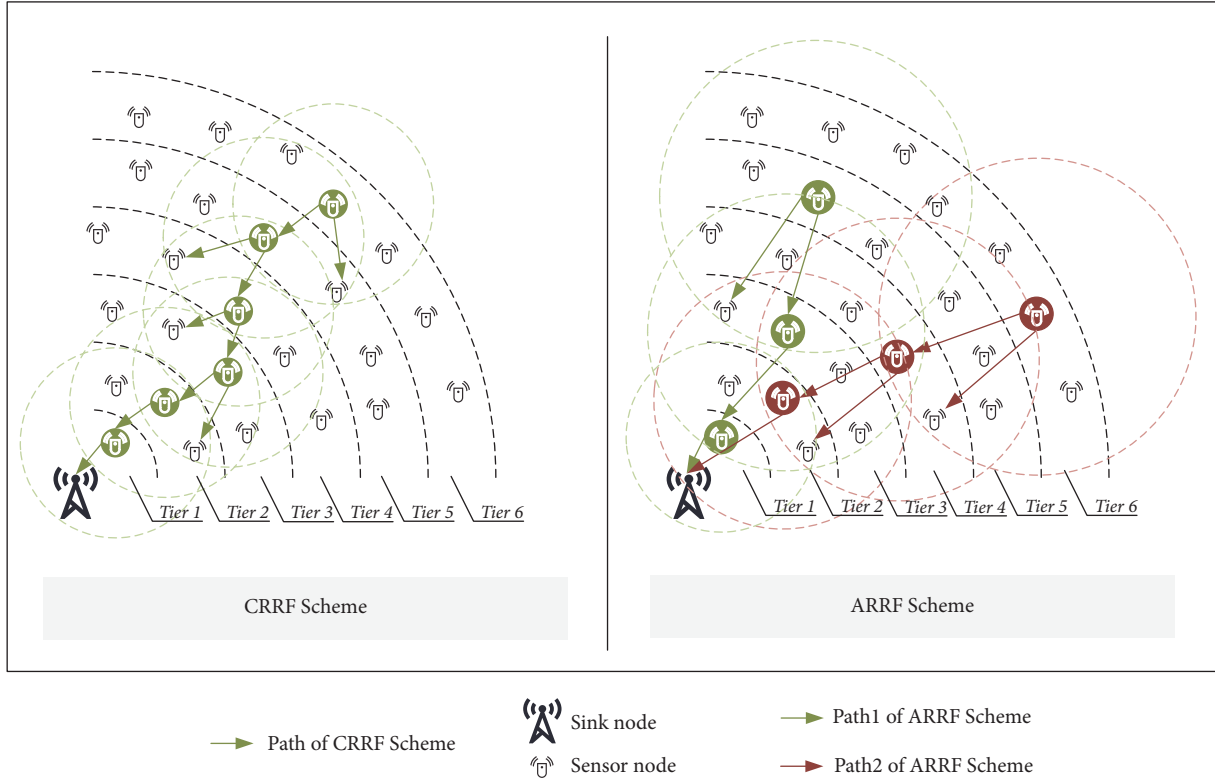 Tier 1
Tier 2
Tier 3
Tier 4
Tier 5
Tier 6
Tier 1
Tier 2
Tier 3
Tier 4
Tier 5
Tier 6
CRRF Scheme
ARRF Scheme
Path of CRRF Scheme
Sink node
Sensor node
Path1 of ARRF Scheme
Path2 of ARRF Scheme